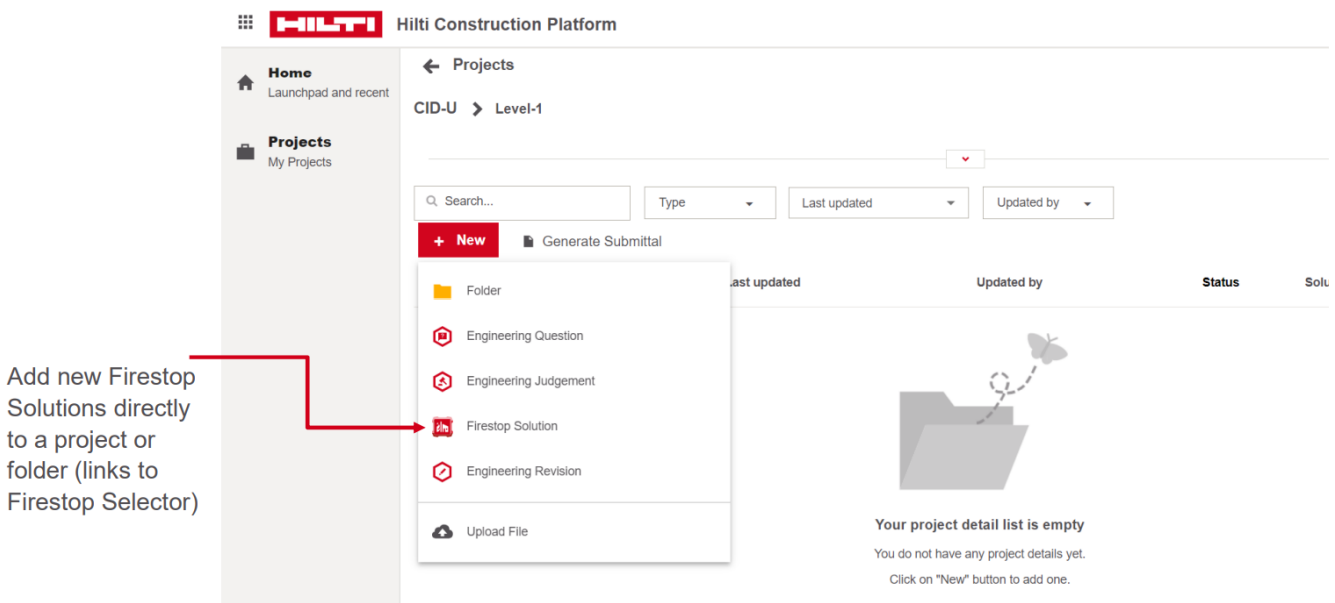 HILTI Hilti Construction Platform
Home
Launchpad and recent
Projects
My Projects
Projects
CID-U Level-1
Search... Type Last updated Updated by
+ New Generate Submittal
Folder
Engineering Question
Engineering Judgement
Firestop Solution
Engineering Revision
Upload File
Last updated Updated by Status Solu
Add new Firestop
Solutions directly
to a project or
folder (links to
Firestop Selector)
Your project detail list is empty
You do not have any project details yet.
Click on "New" button to add one.